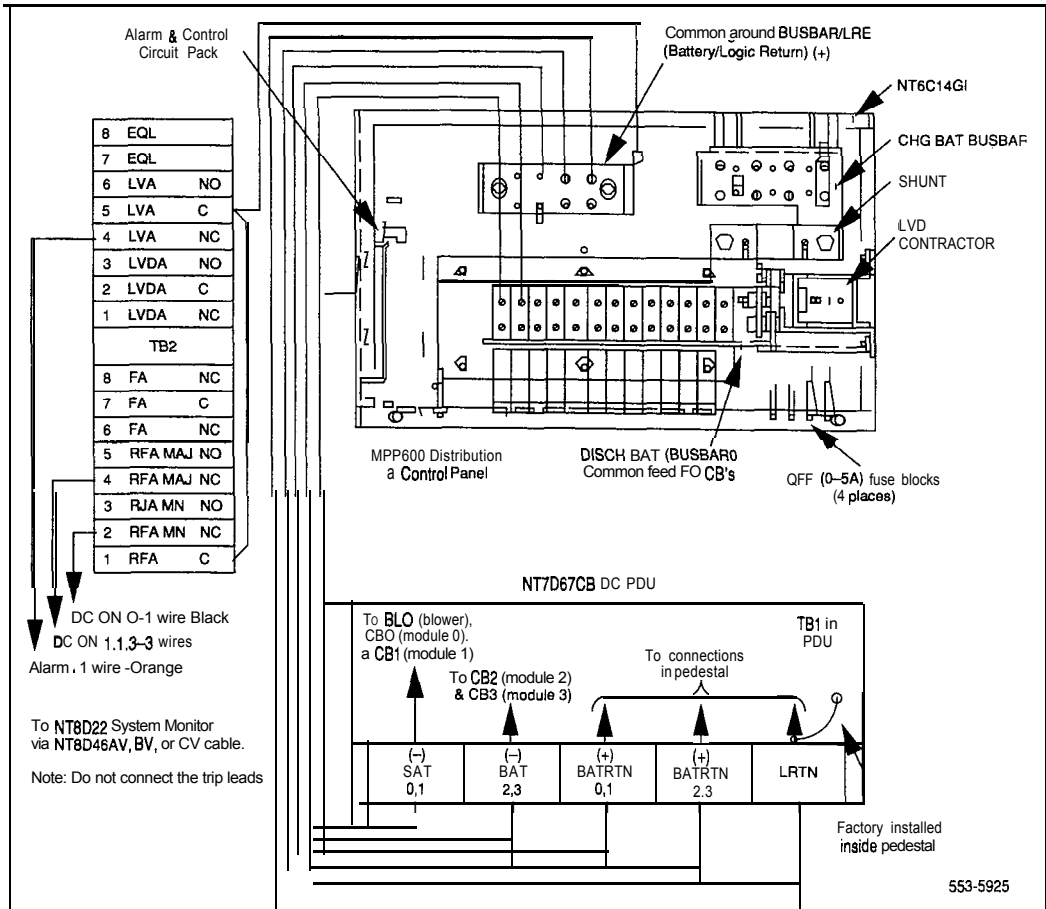 Alarm & Control
Circuit Pack
Common around BUSBAR/LRE
(Battery/Logic Return) (+)
NT6C14GI
CHG BAT BUSBAR
SHUNT
LVD
CONTRACTOR
8 EQL
7 EQL
6 LVA NO
5 LVA C
4 LVA NC
3 LVDA NO
2 LVDA C
1 LVDA NC
TB2
8 FA NC
7 FA C
6 FA NC
5 RFA MAJ NO
4 RFA MAJ NC
3 RJA MN NO
2 RFA MN NC
1 RFA C
MPP600 Distribution
a Control Panel
DISCH BAT (BUSBAR0
Common feed FO CB's
QFF (0–5A) fuse blocks
(4 places)
DC ON O-1 wire Black
DC ON 1.1.3–3 wires
Alarm . 1 wire -Orange
To NT8D22 System Monitor
via NT8D46AV, BV, or CV cable.
Note: Do not connect the trip leads
NT7D67CB DC PDU
To BLO (blower),
CBO (module 0).
a CB1 (module 1)
To CB2 (module 2)
& CB3 (module 3)
To connections
in pedestal
TB1 in
PDU
(–)
SAT
0,1
(–)
BAT
2,3
(+)
BATRTN
0,1
(+)
BATRTN
2.3
LRTN
Factory installed
inside pedestal
553-5925